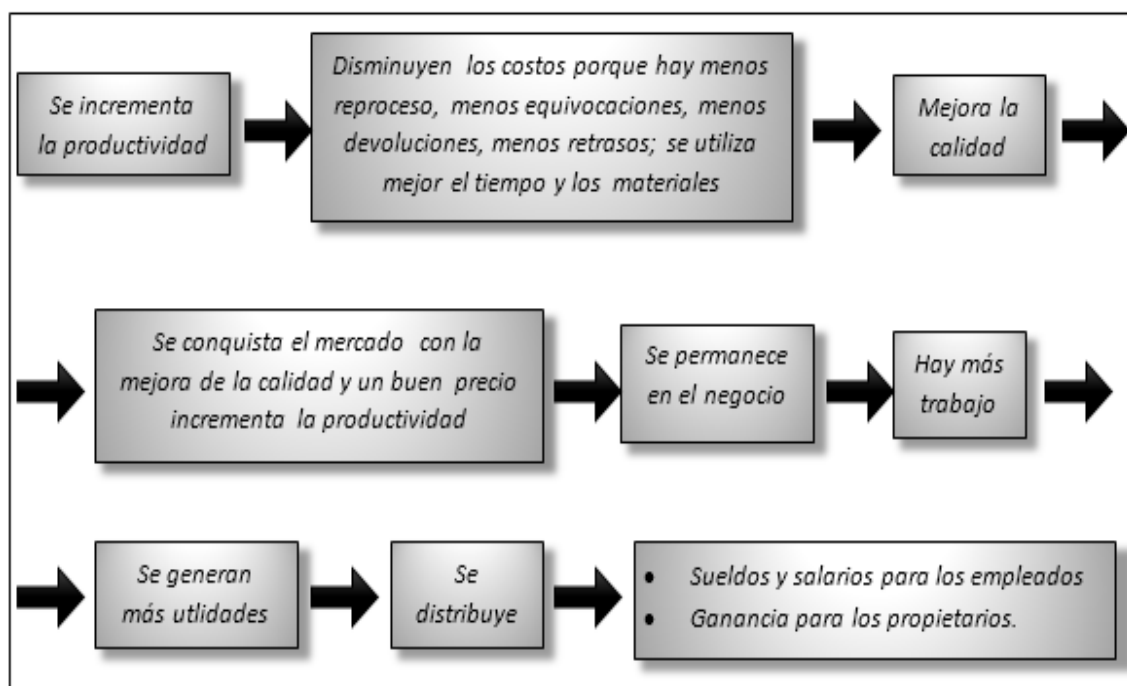 Se incrementa
la productividad
Disminuyen los costos porque hay menos
reproceso, menos equivocaciones, menos
devoluciones, menos retrasos; se utiliza
mejor el tiempo y los materiales
Mejora la
calidad
Se conquista el mercado con la
mejora de la calidad y un buen precio
incrementa la productividad
Se permanece
en el negocio
Hay más
trabajo
Se generan
más utlidades
Se
distribuye
• Sueldos y salarios para los empleados
• Ganancia para los propietarios.